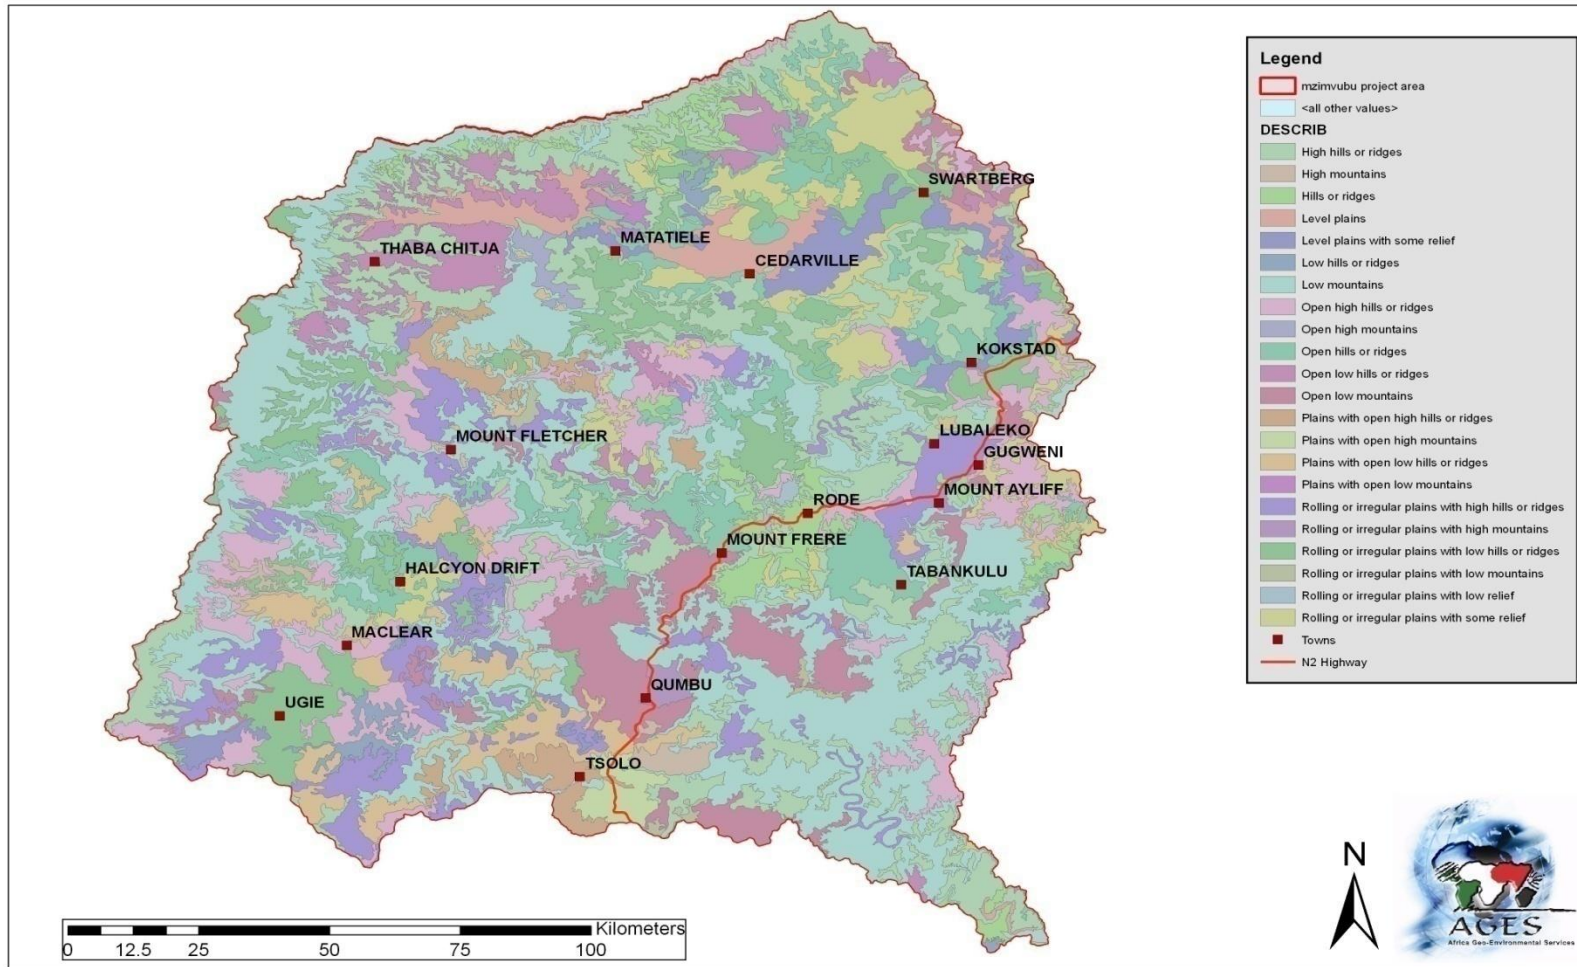 SWARTBERG
MATATIELE
THABA CHITJA
CEDARVILLE
KOKSTAD
MOUNT FLETCHER
LUBALEKO
GUGWENI
RODE
MOUNT AYLIFF
MOUNT FRERE
HALCYON DRIFT
TABANKULU
MACLEAR
QUMBU
UGIE
TSOLO
Kilometers
0 12.5 25 50 75 100
Legend
mzimvubu project area
<all other values>
DESCRIB
High hills or ridges
High mountains
Hills or ridges
Level plains
Level plains with some relief
Low hills or ridges
Low mountains
Open high hills or ridges
Open high mountains
Open hills or ridges
Open low hills or ridges
Open low mountains
Plains with open high hills or ridges
Plains with open high mountains
Plains with open low hills or ridges
Plains with open low mountains
Rolling or irregular plains with high hills or ridges
Rolling or irregular plains with high mountains
Rolling or irregular plains with low hills or ridges
Rolling or irregular plains with low mountains
Rolling or irregular plains with low relief
Rolling or irregular plains with some relief
Towns
N2 Highway
N
AGES
Africa Geo-Environmental Services